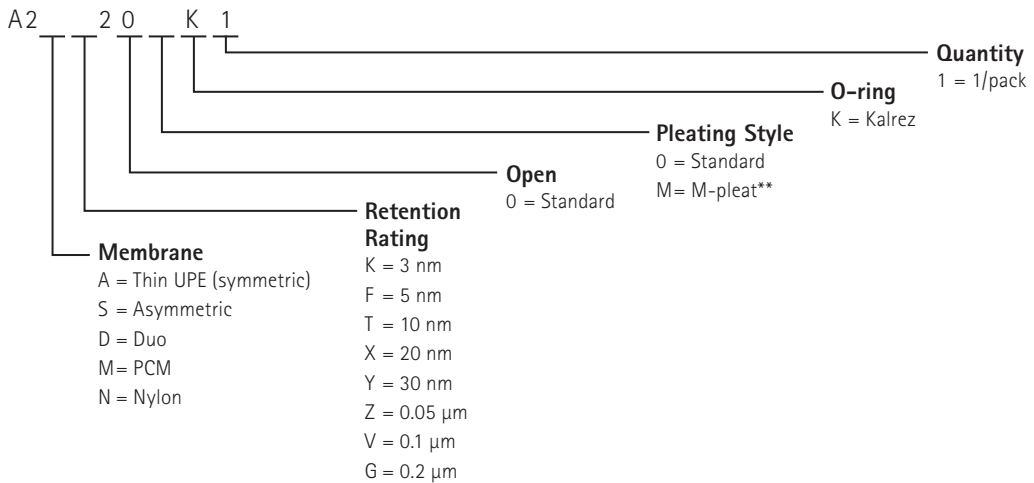 A2 2 0 K 1
Quantity
1 = 1/pack
O-ring
K = Kalrez
Pleating Style
0 = Standard
M= M-pleat**
Open
0 = Standard
Retention
Rating
K = 3 nm
F = 5 nm
T = 10 nm
X = 20 nm
Y = 30 nm
Z = 0.05 µm
V = 0.1 µm
G = 0.2 µm
Membrane
A = Thin UPE (symmetric)
S = Asymmetric
D = Duo
M= PCM
N = Nylon